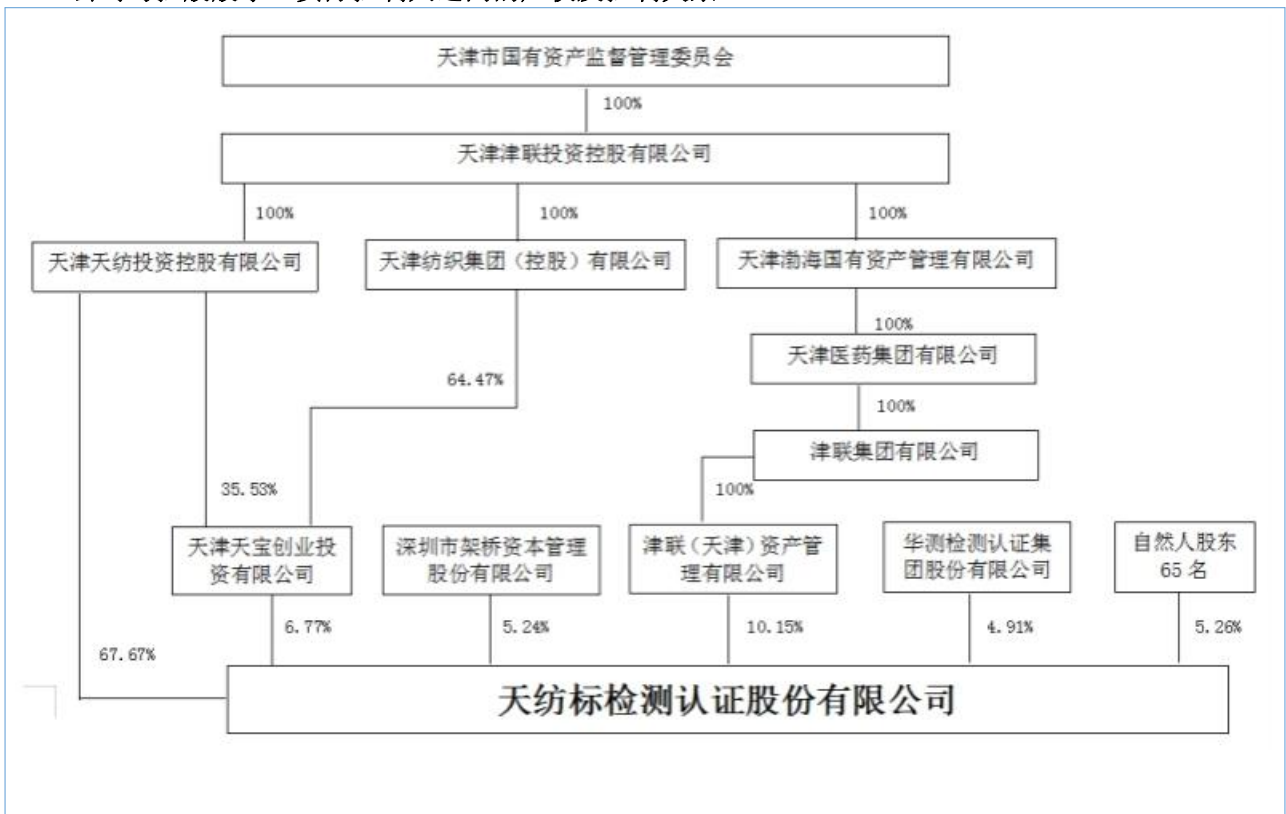 天津市国有资产监督管理委员会
100%
天津津联投资控股有限公司
100%
100%
100%
天津天纺投资控股有限公司
天津纺织集团（控股）有限公司
天津渤海国有资产管理有限公司
100%
天津医药集团有限公司
64.47%
100%
津联集团有限公司
35.53%
100%
天津天宝创业投
资有限公司
深圳市架桥资本管理
股份有限公司
津联（天津）资产管
理有限公司
华测检测认证集
团股份有限公司
自然人股东
65 名
6.77%
5.24%
10.15%
4.91%
5.26%
67.67%
天纺标检测认证股份有限公司